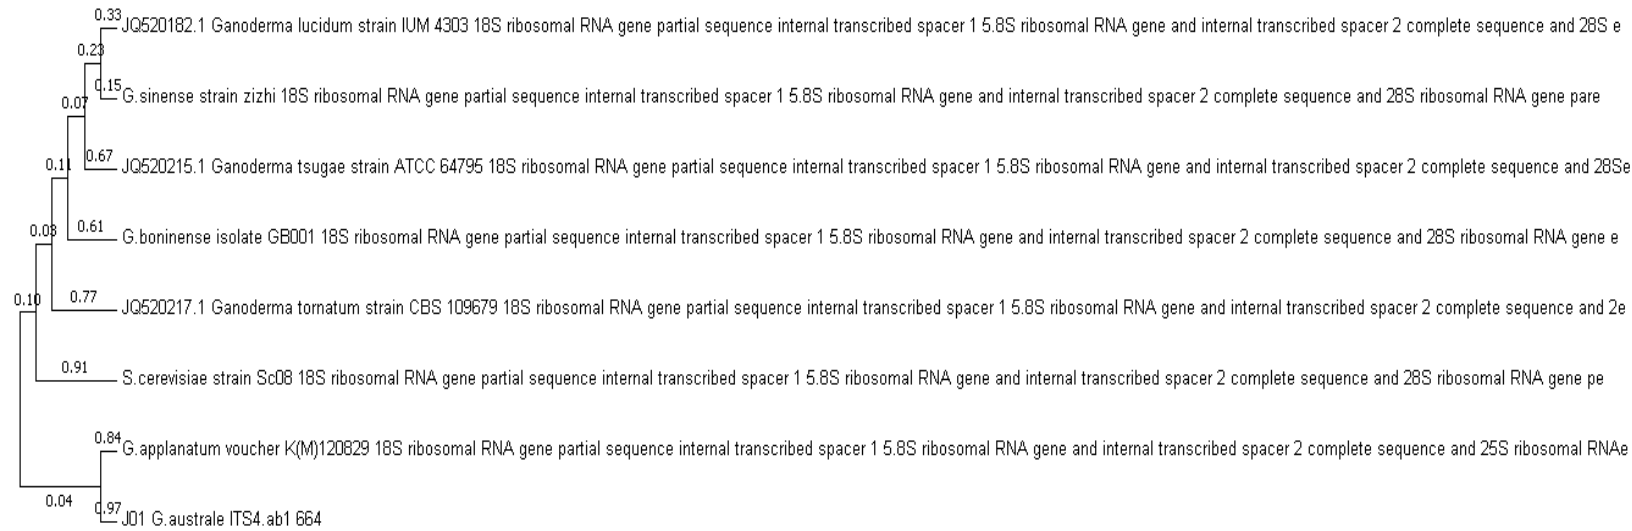 0.33
JQ520182.1 Ganoderma lucidum strain IUM 4303 18S ribosomal RNA gene partial sequence internal transcribed spacer 1 5.8S ribosomal RNA gene and internal transcribed spacer 2 complete sequence and 28S e
0.23
0.15
G.sinense strain zizhi 18S ribosomal RNA gene partial sequence internal transcribed spacer 1 5.8S ribosomal RNA gene and internal transcribed spacer 2 complete sequence and 28S ribosomal RNA gene pare
0.07
0.67
JQ520215.1 Ganoderma tsugae strain ATCC 64795 18S ribosomal RNA gene partial sequence internal transcribed spacer 1 5.8S ribosomal RNA gene and internal transcribed spacer 2 complete sequence and 28Se
0.11
0.61
G.boninense isolate GB001 18S ribosomal RNA gene partial sequence internal transcribed spacer 1 5.8S ribosomal RNA gene and internal transcribed spacer 2 complete sequence and 28S ribosomal RNA gene e
0.03
0.77
JQ520217.1 Ganoderma tornatum strain CBS 109679 18S ribosomal RNA gene partial sequence internal transcribed spacer 1 5.8S ribosomal RNA gene and internal transcribed spacer 2 complete sequence and 2e
0.10
0.91
S.cerevisiae strain Sc08 18S ribosomal RNA gene partial sequence internal transcribed spacer 1 5.8S ribosomal RNA gene and internal transcribed spacer 2 complete sequence and 28S ribosomal RNA gene pe
0.84
G.applanatum voucher K(M)120829 18S ribosomal RNA gene partial sequence internal transcribed spacer 1 5.8S ribosomal RNA gene and internal transcribed spacer 2 complete sequence and 25S ribosomal RNAe
0.04
0.97
J01 G.australe ITS4.ab1 664